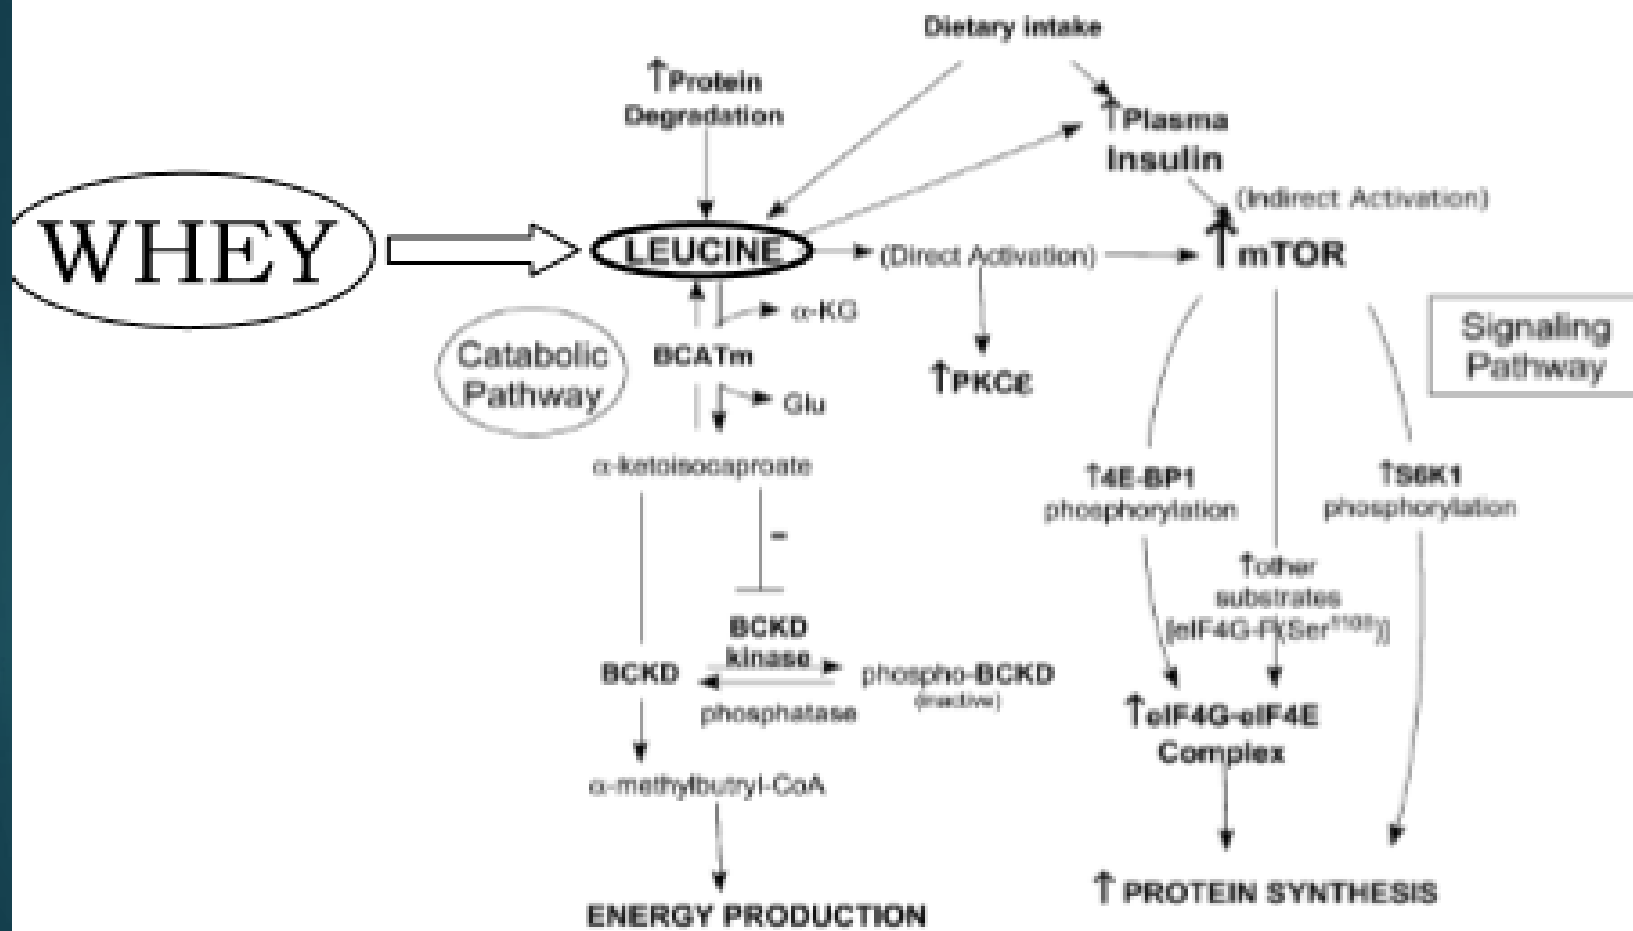 Dietary intake
↑Protein
Degradation
↑Plasma
Insulin
(Indirect Activation)
WHEY
LEUCINE
(Direct Activation)
↑mTOR
α-KG
Signaling
Pathway
Catabolic
Pathway
BCATm
↑PKCε
Glu
α-ketoisocaproate
↑4E-BP1
phosphorylation
↑S6K1
phosphorylation
-
↑other
substrates
[eIF4G-P(Ser
BCKD
kinase
BCKD
phospho-BCKD
(inactive)
phosphatase
↑eIF4G-eIF4E
Complex
α-methylbutryl-CoA
↑ PROTEIN SYNTHESIS
ENERGY PRODUCTION